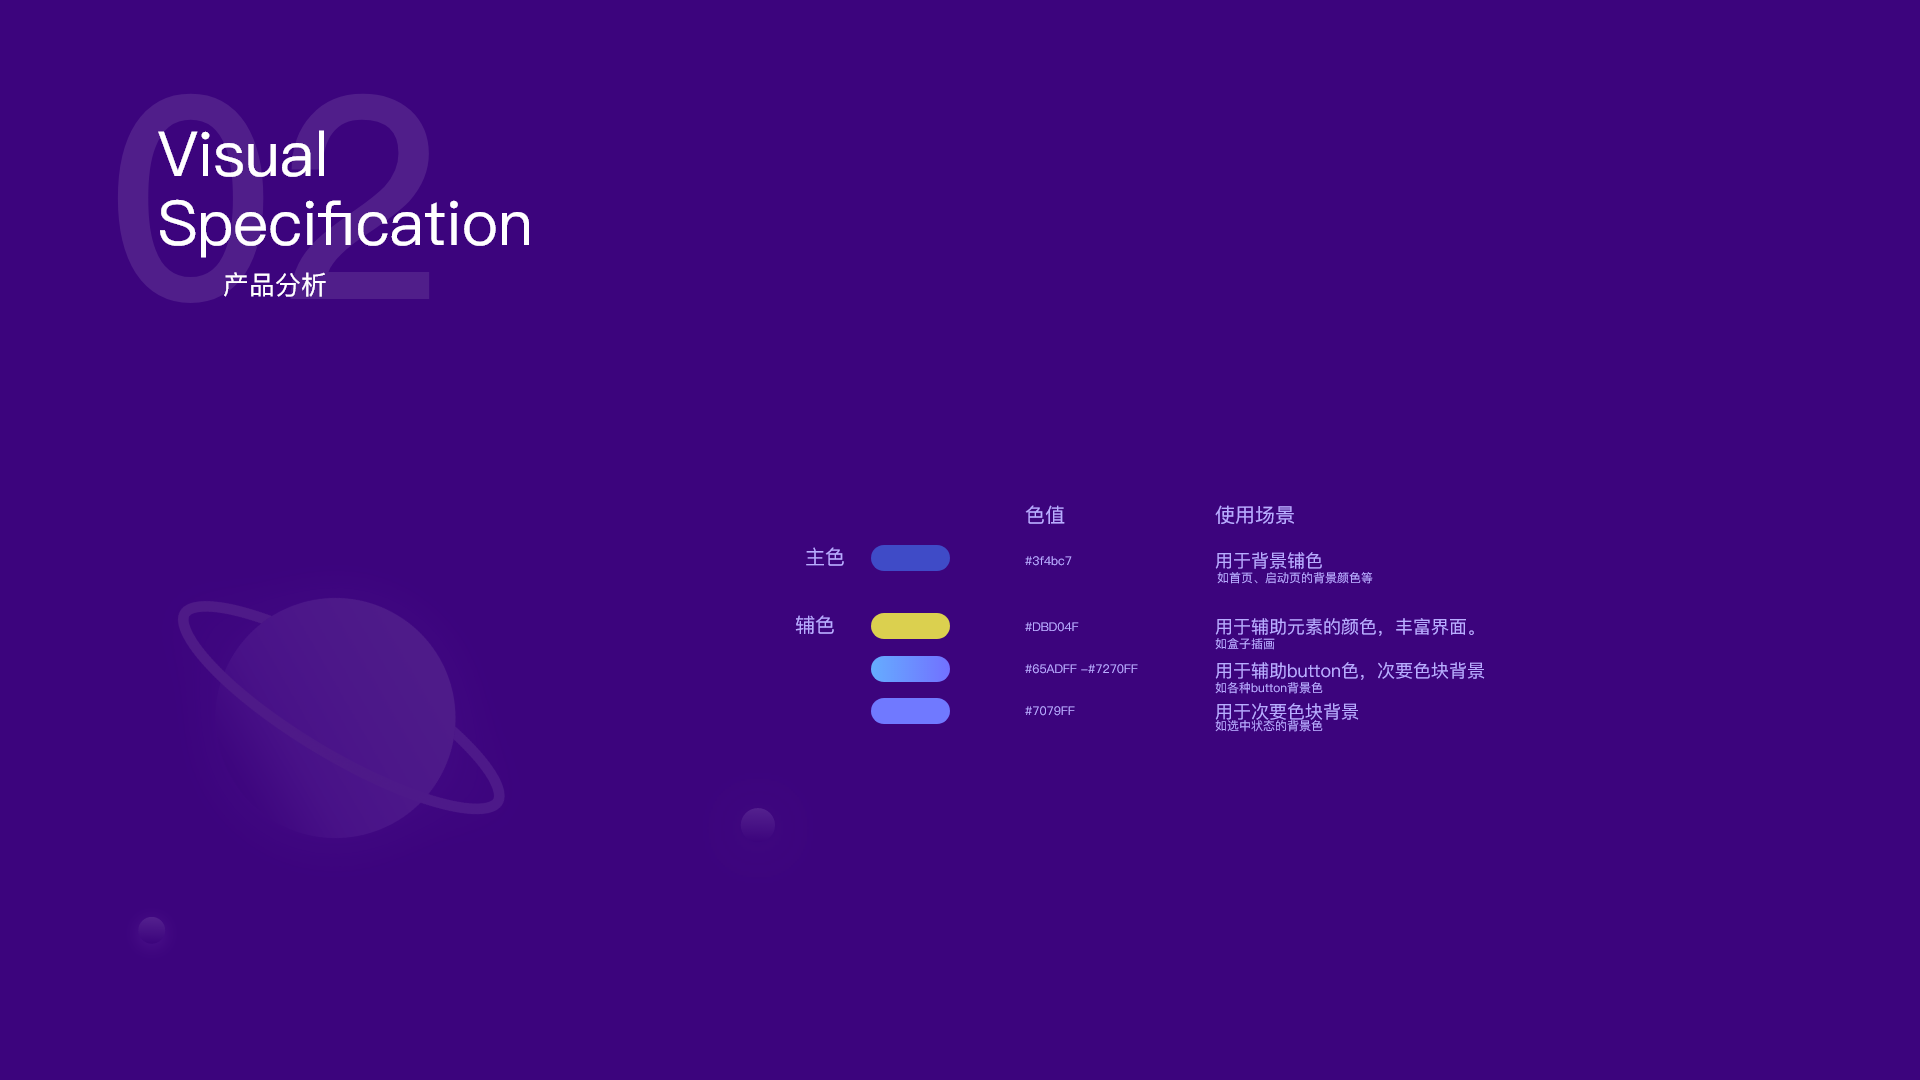 02
Visual
Specification
产品分析
色值
使用场景
主色
#3f4bc7
用于背景铺色
如首页、启动页的背景颜色等
辅色
#DBD04F
用于辅助元素的颜色，丰富界面。
如盒子插画
#65ADFF –#7270FF
用于辅助button色，次要色块背景
如各种button背景色
#7079FF
用于次要色块背景
如选中状态的背景色